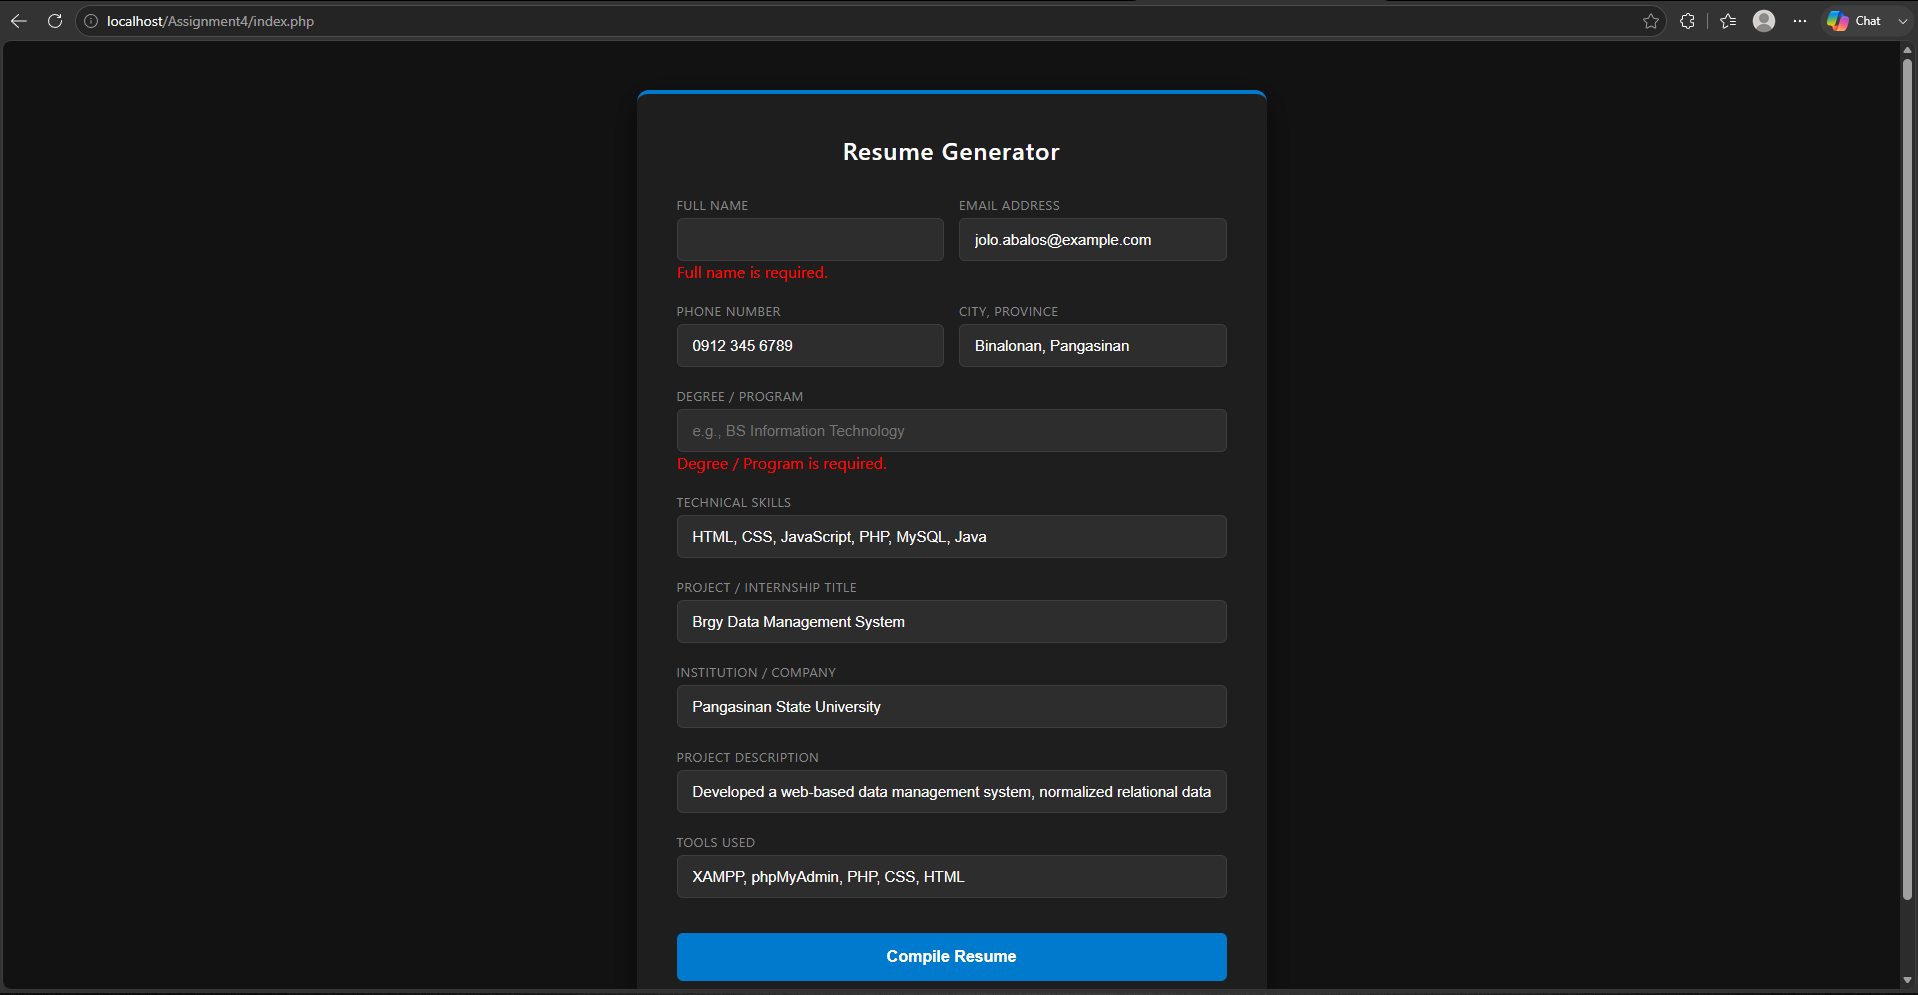 localhost/Assignment4/index.php
Chat
Resume Generator
FULL NAME
EMAIL ADDRESS
jolo.abalos@example.com
Full name is required.
PHONE NUMBER
CITY, PROVINCE
0912 345 6789
Binalonan, Pangasinan
DEGREE / PROGRAM
e.g., BS Information Technology
Degree / Program is required.
TECHNICAL SKILLS
HTML, CSS, JavaScript, PHP, MySQL, Java
PROJECT / INTERNSHIP TITLE
Brgy Data Management System
INSTITUTION / COMPANY
Pangasinan State University
PROJECT DESCRIPTION
Developed a web-based data management system, normalized relational data
TOOLS USED
XAMPP, phpMyAdmin, PHP, CSS, HTML
Compile Resume